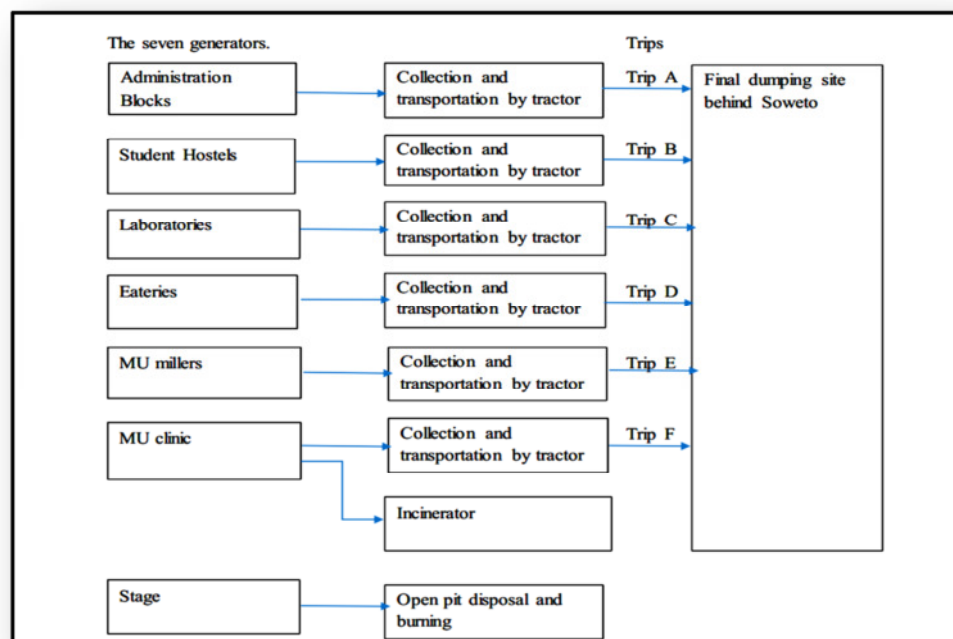 The seven generators.
Trips
Administration
Blocks
Collection and
transportation by tractor
Trip A
Final dumping site
behind Soweto
Student Hostels
Collection and
transportation by tractor
Trip B
Laboratories
Collection and
transportation by tractor
Trip C
Eateries
Collection and
transportation by tractor
Trip D
MU millers
Collection and
transportation by tractor
Trip E
MU clinic
Collection and
transportation by tractor
Trip F
Incinerator
Stage
Open pit disposal and
burning